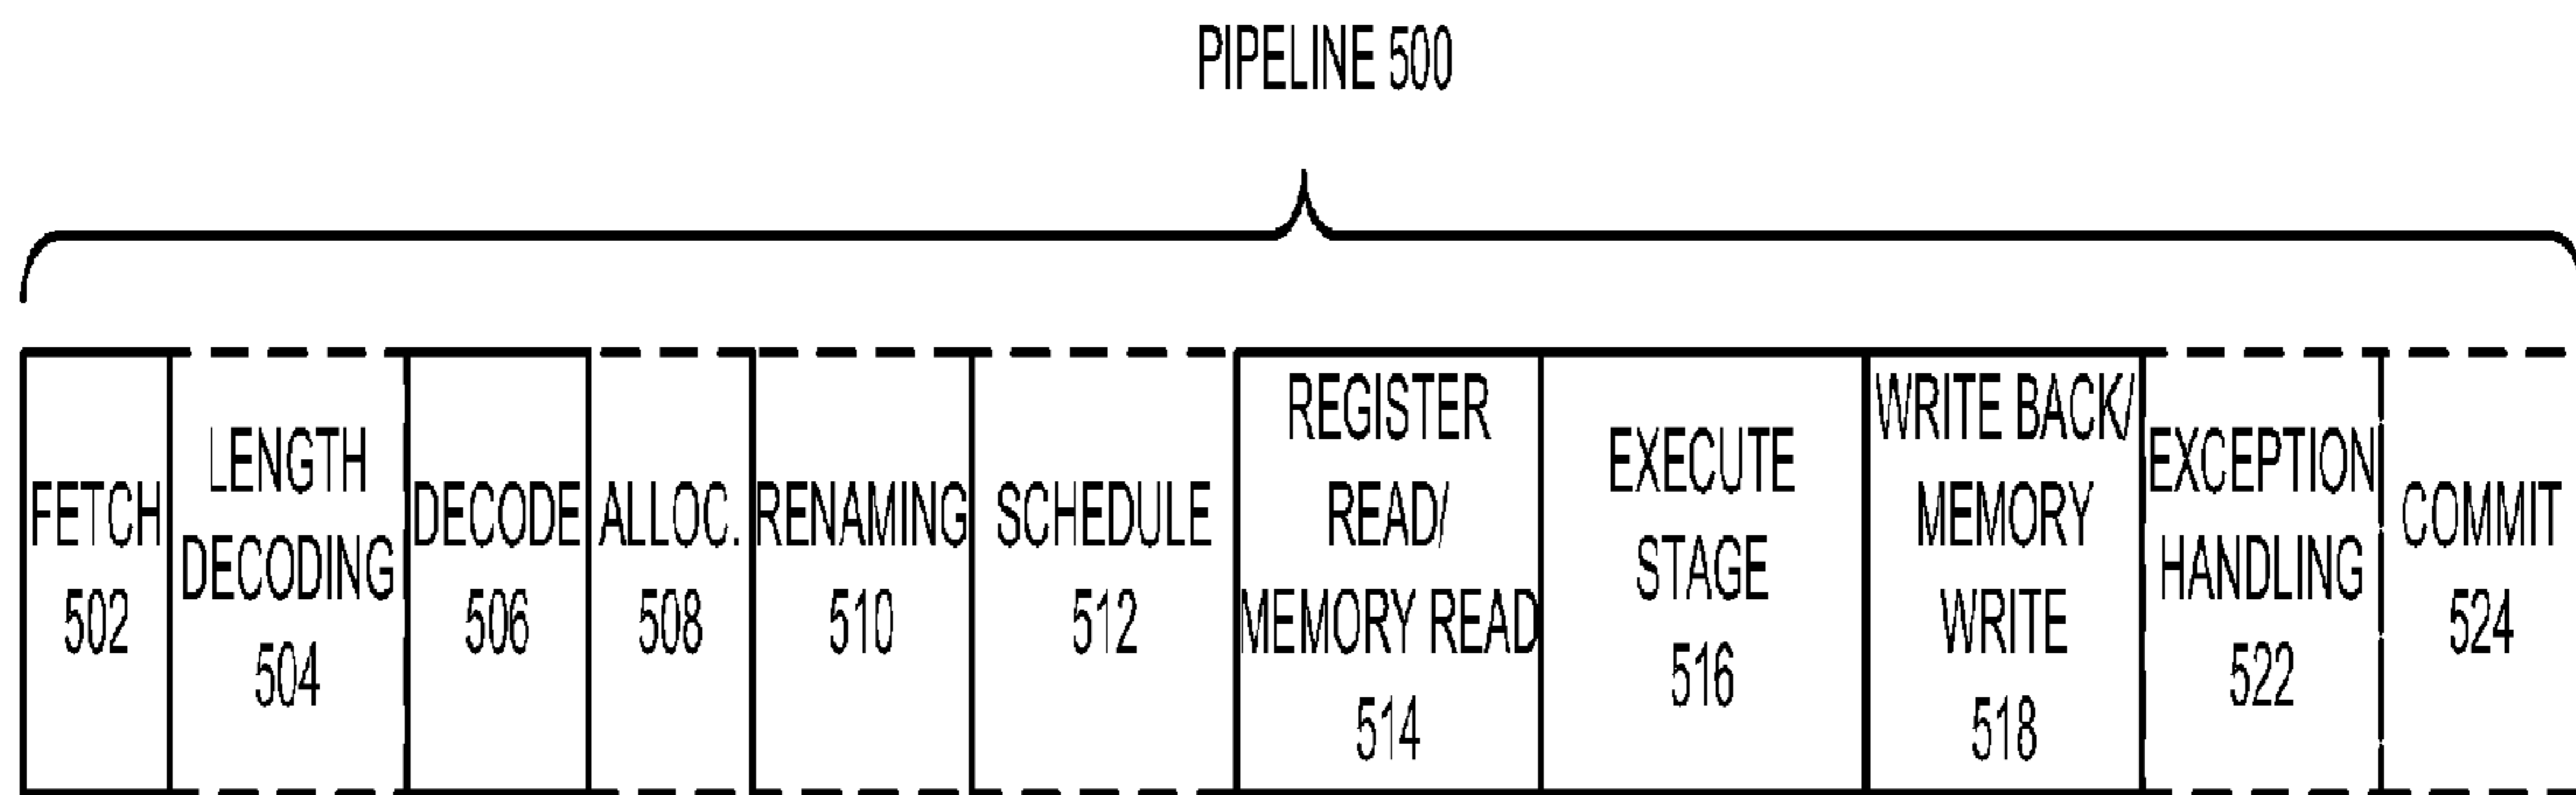 PIPELINE 500
FETCH
502
LENGTH
DECODING
504
DECODE
506
ALLOC.
508
RENAMING
510
SCHEDULE
512
REGISTER
READ/
MEMORY READ
514
EXECUTE
STAGE
516
WRITE BACK/
MEMORY
WRITE
518
EXCEPTION
HANDLING
522
COMMIT
524